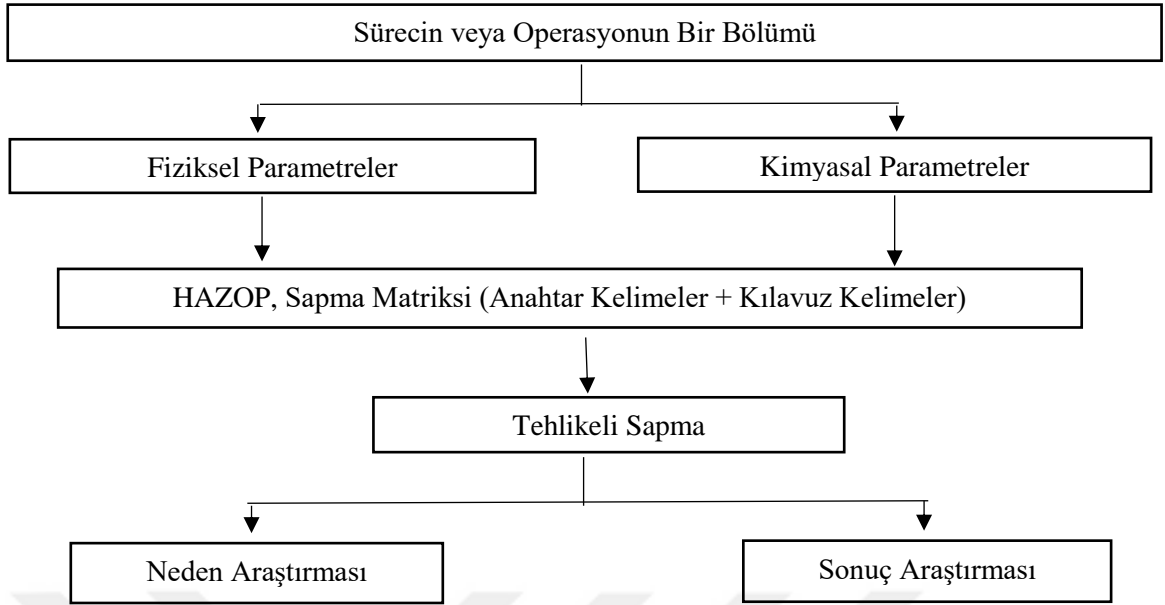 Sürecin veya Operasyonun Bir Bölümü
Fiziksel Parametreler
Kimyasal Parametreler
HAZOP, Sapma Matriksi (Anahtar Kelimeler + Kılavuz Kelimeler)
Tehlikeli Sapma
Neden Araştırması
Sonuç Araştırması